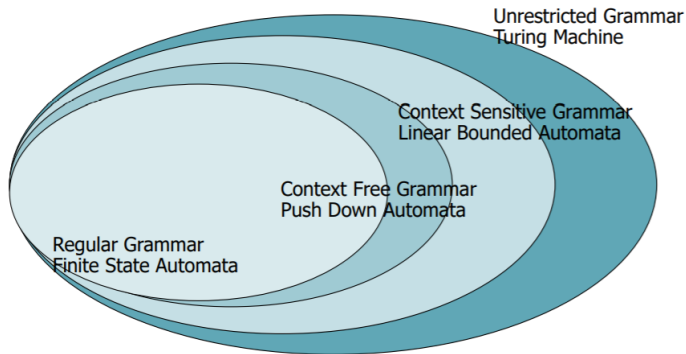 Unrestricted Grammar
Turing Machine
Context Sensitive Grammar
Linear Bounded Automata
Context Free Grammar
Push Down Automata
Regular Grammar
Finite State Automata